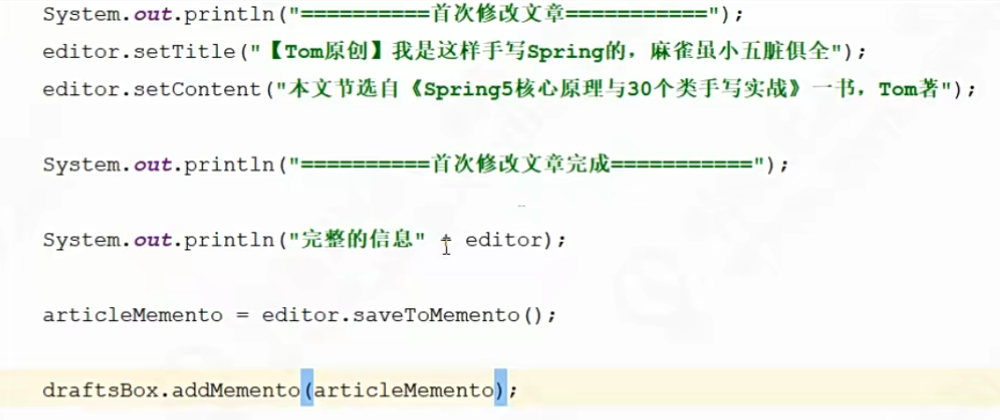 System.out.println("==========首次修改文章===========");
editor.setTitle("【Tom原创】我是这样手写Spring的，麻雀虽小五脏俱全");
editor.setContent("本文节选自《Spring5核心原理与30个类手写实战》一书，Tom著");
System.out.println("==========首次修改文章完成===========");
System.out.println("完整的信息" + editor);
articleMemento = editor.saveToMemento();
draftsBox.addMemento(articleMemento);